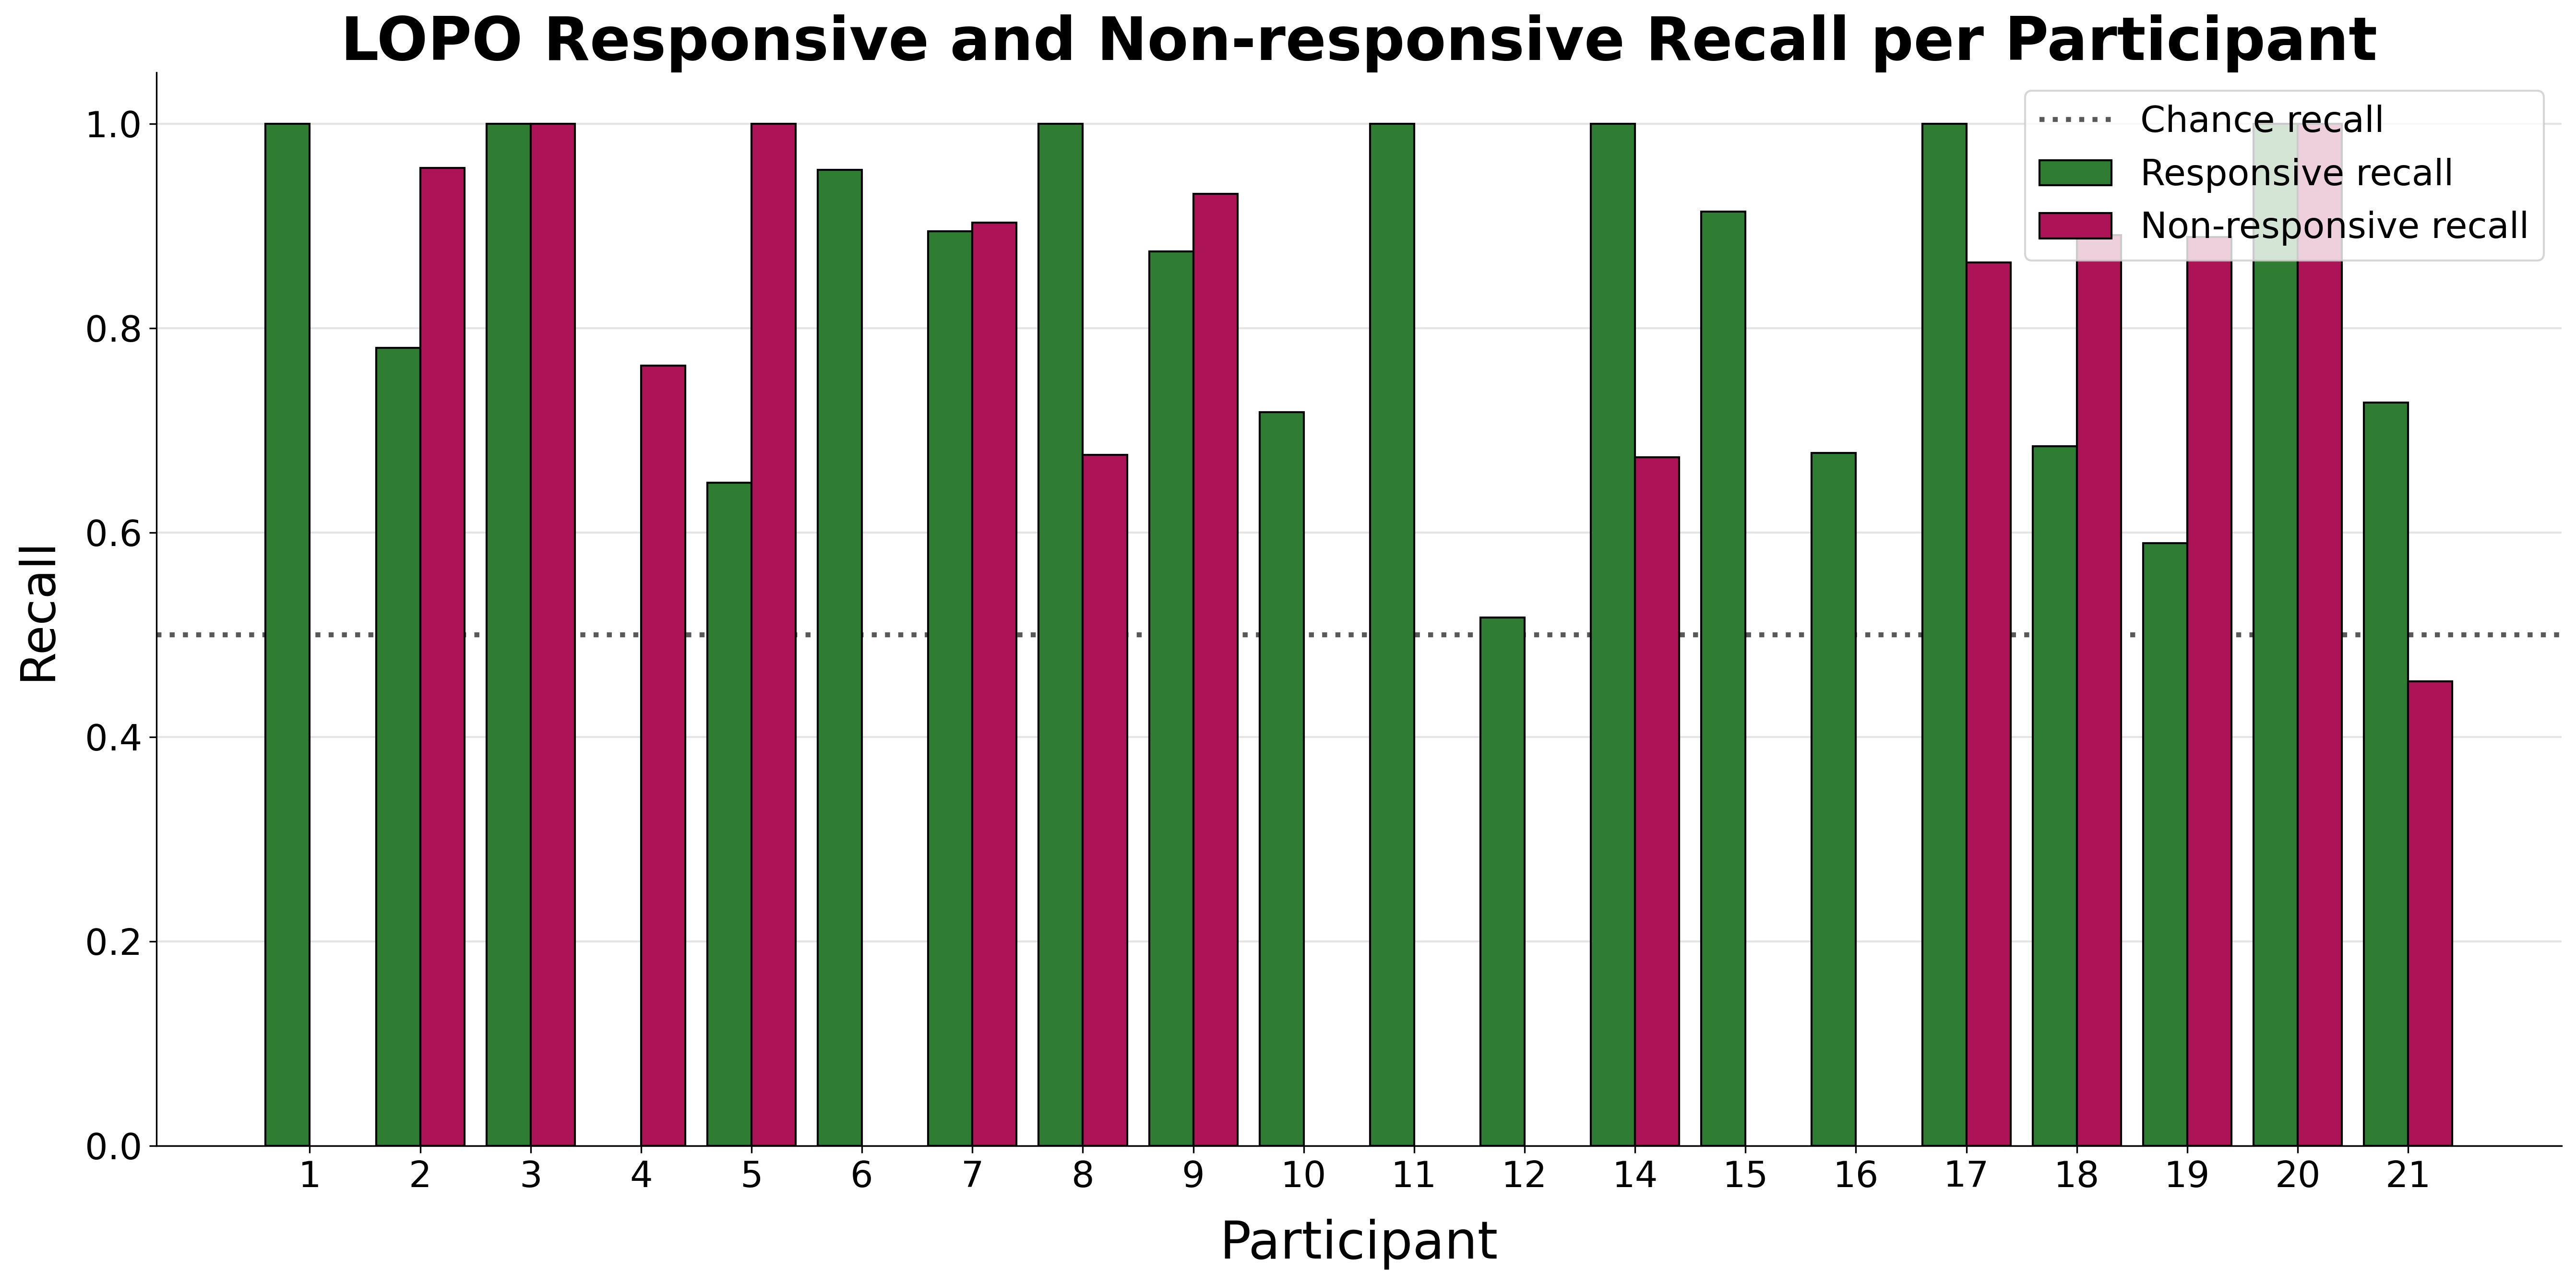 LOPO Responsive and Non-responsive Recall per Participant
Chance recall
Responsive recall
Non-responsive recall
1.0
0.8
0.6
0.4
0.2
0.0
Recall
1 2 3 4 5 6 7 8 9 10 11 12 14 15 16 17 18 19 20 21
Participant